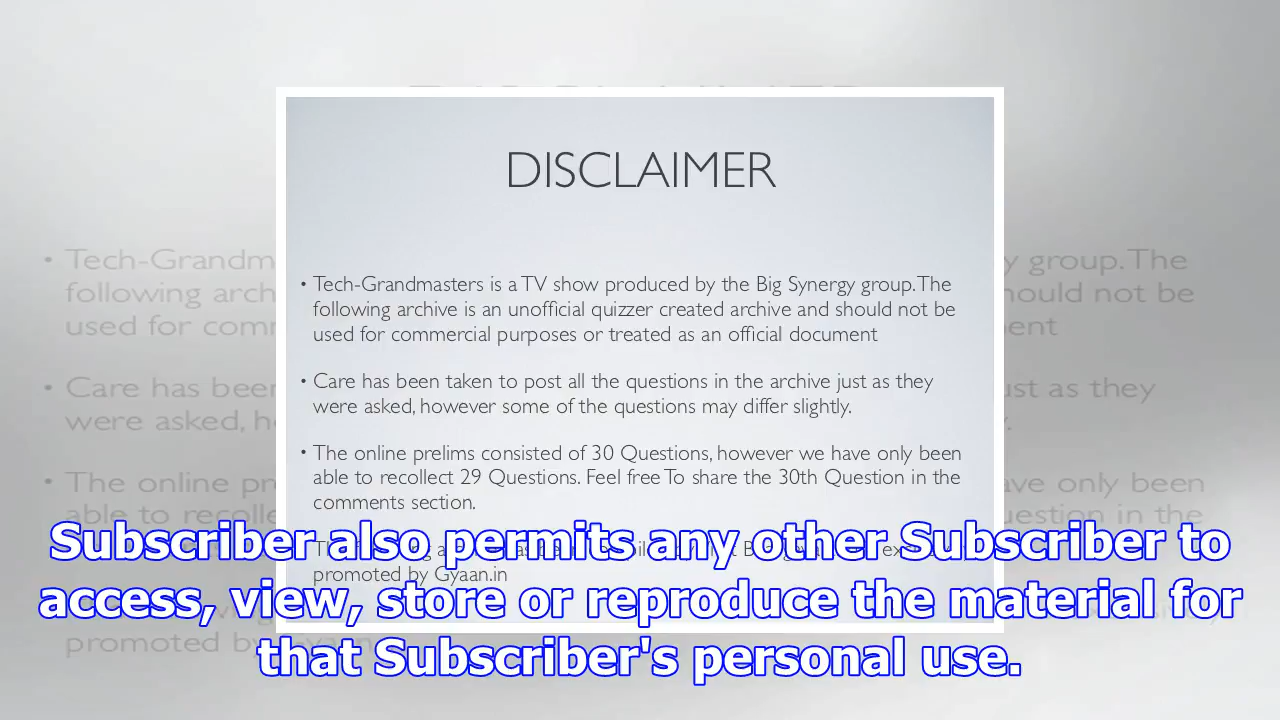 DISCLAIMER
• Tech-Grandmasters is a TV show produced by the Big Synergy group. The
following archive is an unofficial quizzer created archive and should not be
used for commercial purposes or treated as an official document
• Care has been taken to post all the questions in the archive just as they
were asked, however some of the questions may differ slightly.
• The online prelims consisted of 30 Questions, however we have only been
able to recollect 29 Questions. Feel free To share the 30th Question in the
comments section.
promoted by Gyaan.in
Subscriber also permits any other Subscriber to
access, view, store or reproduce the material for
that Subscriber's personal use.